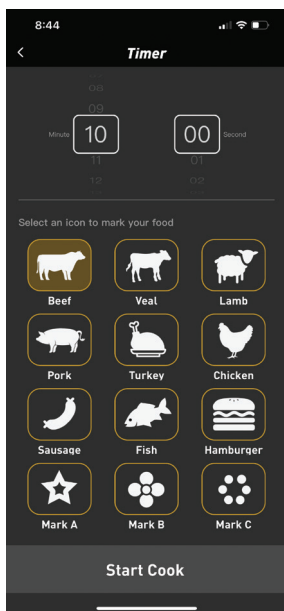 8:44
Timer
08
09
Minute 10 00 Second
11 01
12 02
Select an icon to mark your food
Beef Veal Lamb
Pork Turkey Chicken
Sausage Fish Hamburger
Mark A Mark B Mark C
Start Cook